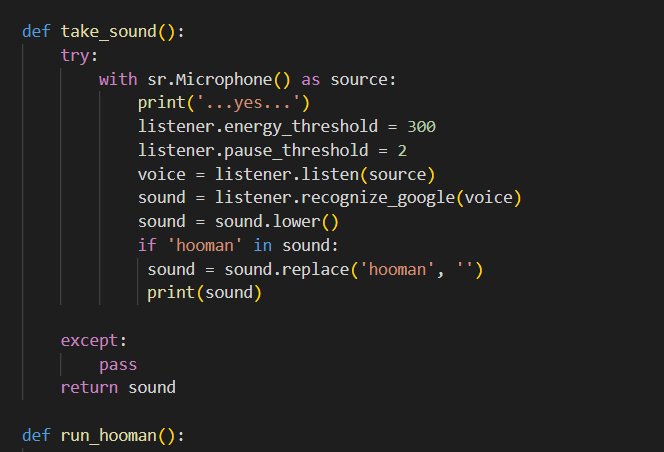 def take_sound():
    try:
        with sr.Microphone() as source:
            print('...yes...')
            listener.energy_threshold = 300
            listener.pause_threshold = 2
            voice = listener.listen(source)
            sound = listener.recognize_google(voice)
            sound = sound.lower()
            if 'hooman' in sound:
             sound = sound.replace('hooman', '')
             print(sound)
    except:
        pass
    return sound
def run_hooman():